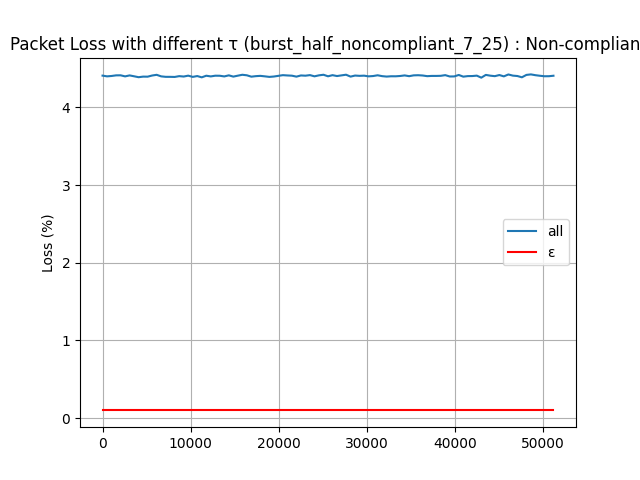 Packet Loss with different τ (burst_half_noncompliant_7_25) : Non-complian
4
3
2
1
0
Loss (%)
all
ε
0
10000
20000
30000
40000
50000